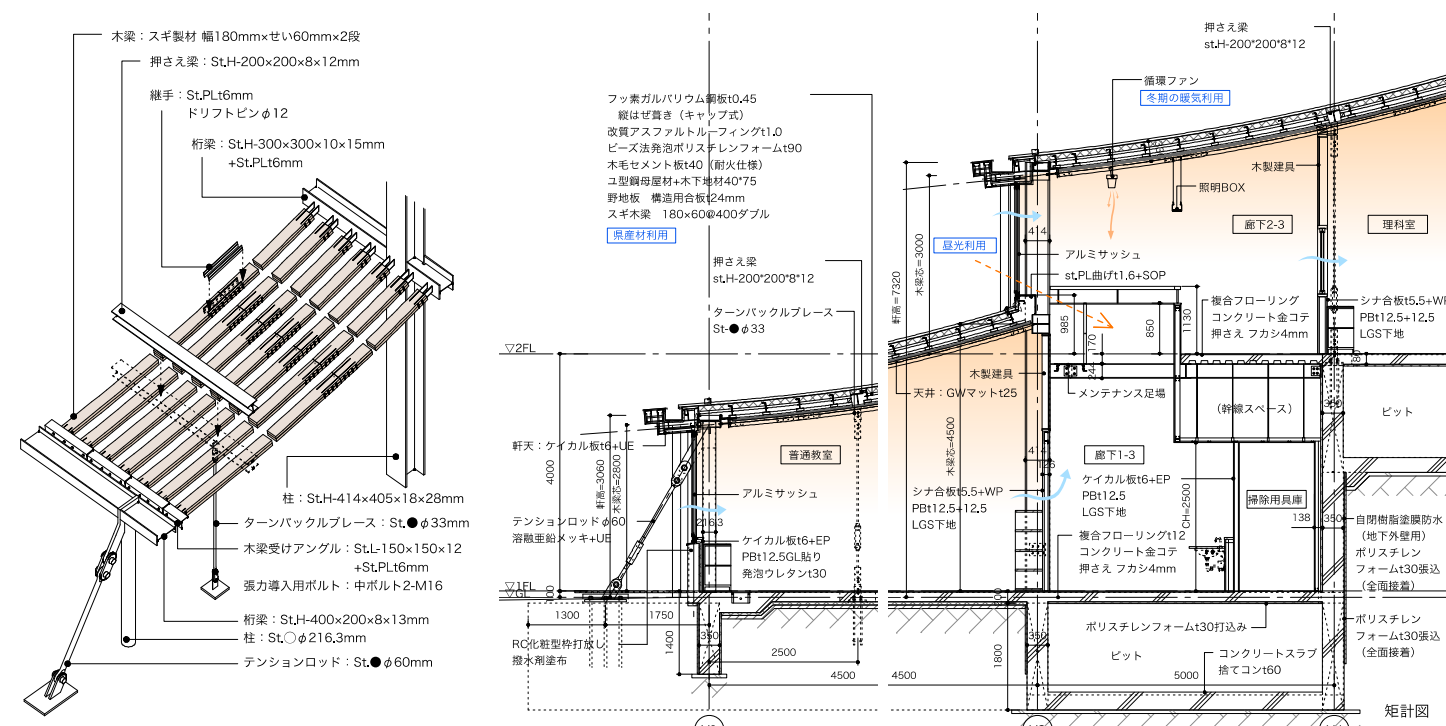 木梁：スギ製材 幅180mm×せい60mm×2段
押さえ梁：St.H-200×200×8×12mm
継手：St.PLt6mm
ドリフトピンφ12
桁梁：St.H-300×300×10×15mm
+St.PLt6mm
柱：St.H-414×405×18×28mm
ターンバックルブレース：St.●φ33mm
木梁受けアングル：St.L-150×150×12
+St.PLt6mm
張力導入用ボルト：中ボルト2-M16
桁梁：St.H-400×200×8×13mm
柱：St.○φ216.3mm
テンションロッド：St.●φ60mm
フッ素ガルバリウム鋼板t0.45
縦はぜ葺き（キャップ式）
改質アスファルトルーフィングt1.0
ビーズ法発泡ポリスチレンフォームt90
木毛セメント板t40（耐火仕様）
ユ型鋼母屋材+木下地材40*75
野地板　構造用合板t24mm
スギ木梁　180×60@400ダブル
県産材利用
押さえ梁
st.H-200*200*8*12
ターンバックルブレース
St-●φ33
▽2FL
4000
軒天：ケイカル板t6+UE
軒高=3060
木梁芯=2800
普通教室
アルミサッシュ
テンションロッドφ60
溶融亜鉛メッキ+UE
216.3
ケイカル板t6+EP
PBt12.5GL貼り
発泡ウレタンt30
▽1FL
▽GL
1300
1750
RC化粧型枠打放し
撥水剤塗布
1400
350
2500
4500
押さえ梁
st.H-200*200*8*12
循環ファン
冬期の暖気利用
木製建具
照明BOX
廊下2-3
理科室
414
昼光利用
アルミサッシュ
st.PL曲げt1.6+SOP
木梁芯=3000
軒高=7320
985
170
244
850
1130
複合フローリング
コンクリート金コテ
押さえ フカシ4mm
シナ合板t5.5+WP
PBt12.5+12.5
LGS下地
180
木製建具
天井：GWマットt25
メンテナンス足場
（幹線スペース）
350
ピット
木梁芯=4500
414
126
廊下1-3
シナ合板t5.5+WP
PBt12.5+12.5
LGS下地
ケイカル板t6+EP
PBt12.5
LGS下地
CH=2500
掃除用具庫
138
350
自閉樹脂塗膜防水
（地下外壁用）
ポリスチレン
フォームt30張込
（全面接着）
複合フローリングt12
コンクリート金コテ
押さえ フカシ4mm
350
1800
ポリスチレンフォームt30打込み
ピット
コンクリートスラブ
捨てコンt60
ポリスチレン
フォームt30張込
（全面接着）
4500
5000
矩計図